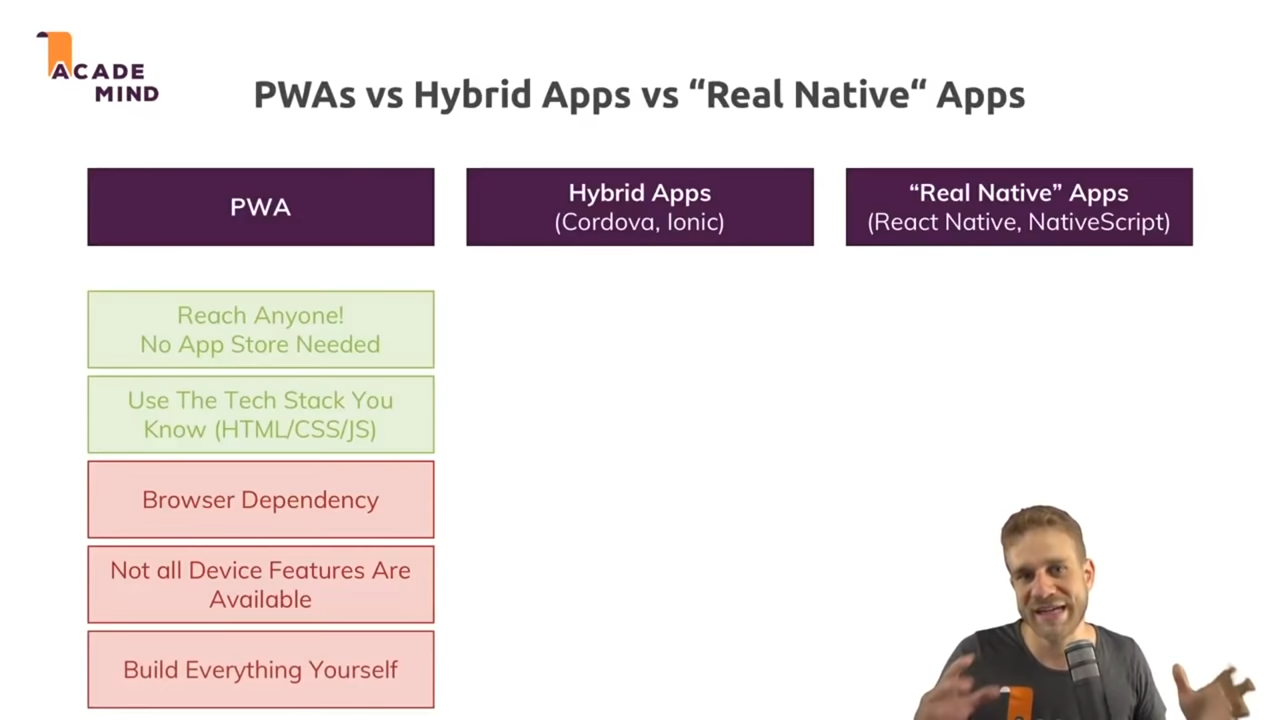 ACADE
MIND
PWAs vs Hybrid Apps vs “Real Native“ Apps
PWA
Hybrid Apps
(Cordova, Ionic)
“Real Native” Apps
(React Native, NativeScript)
Reach Anyone!
No App Store Needed
Use The Tech Stack You
Know (HTML/CSS/JS)
Browser Dependency
Not all Device Features Are
Available
Build Everything Yourself